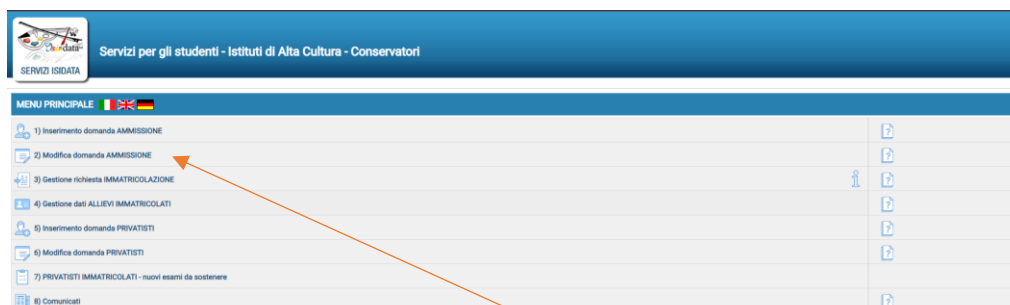 Isidata
SERVIZI ISIDATA
Servizi per gli studenti - Istituti di Alta Cultura - Conservatori
MENU PRINCIPALE
1) Inserimento domanda AMMISSIONE
2) Modifica domanda AMMISSIONE
3) Gestione richiesta IMMATRICOLAZIONE
4) Gestione dati ALLIEVI IMMATRICOLATI
5) Inserimento domanda PRIVATISTI
6) Modifica domanda PRIVATISTI
7) PRIVATISTI IMMATRICOLATI - nuovi esami da sostenere
8) Comunicati